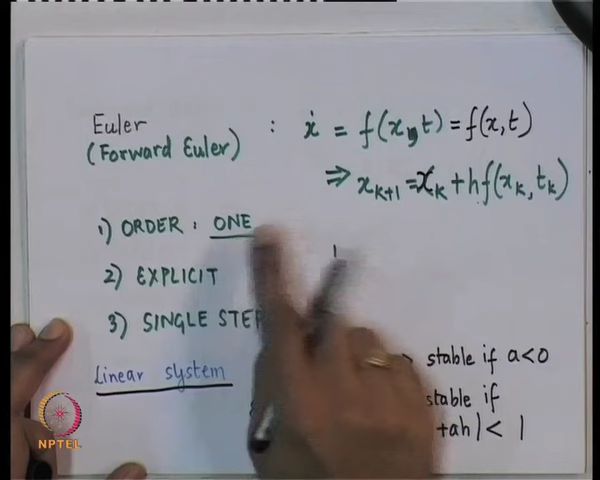 Euler : ẋ = f(x, t) = f(x, t)
(Forward Euler)
⇒ x_{k+1} = x_k + h f(x_k, t_k)
1) ORDER : ONE
2) EXPLICIT
3) SINGLE STEP
Linear system
stable if a<0
stable if
+ah| < 1
NPTEL